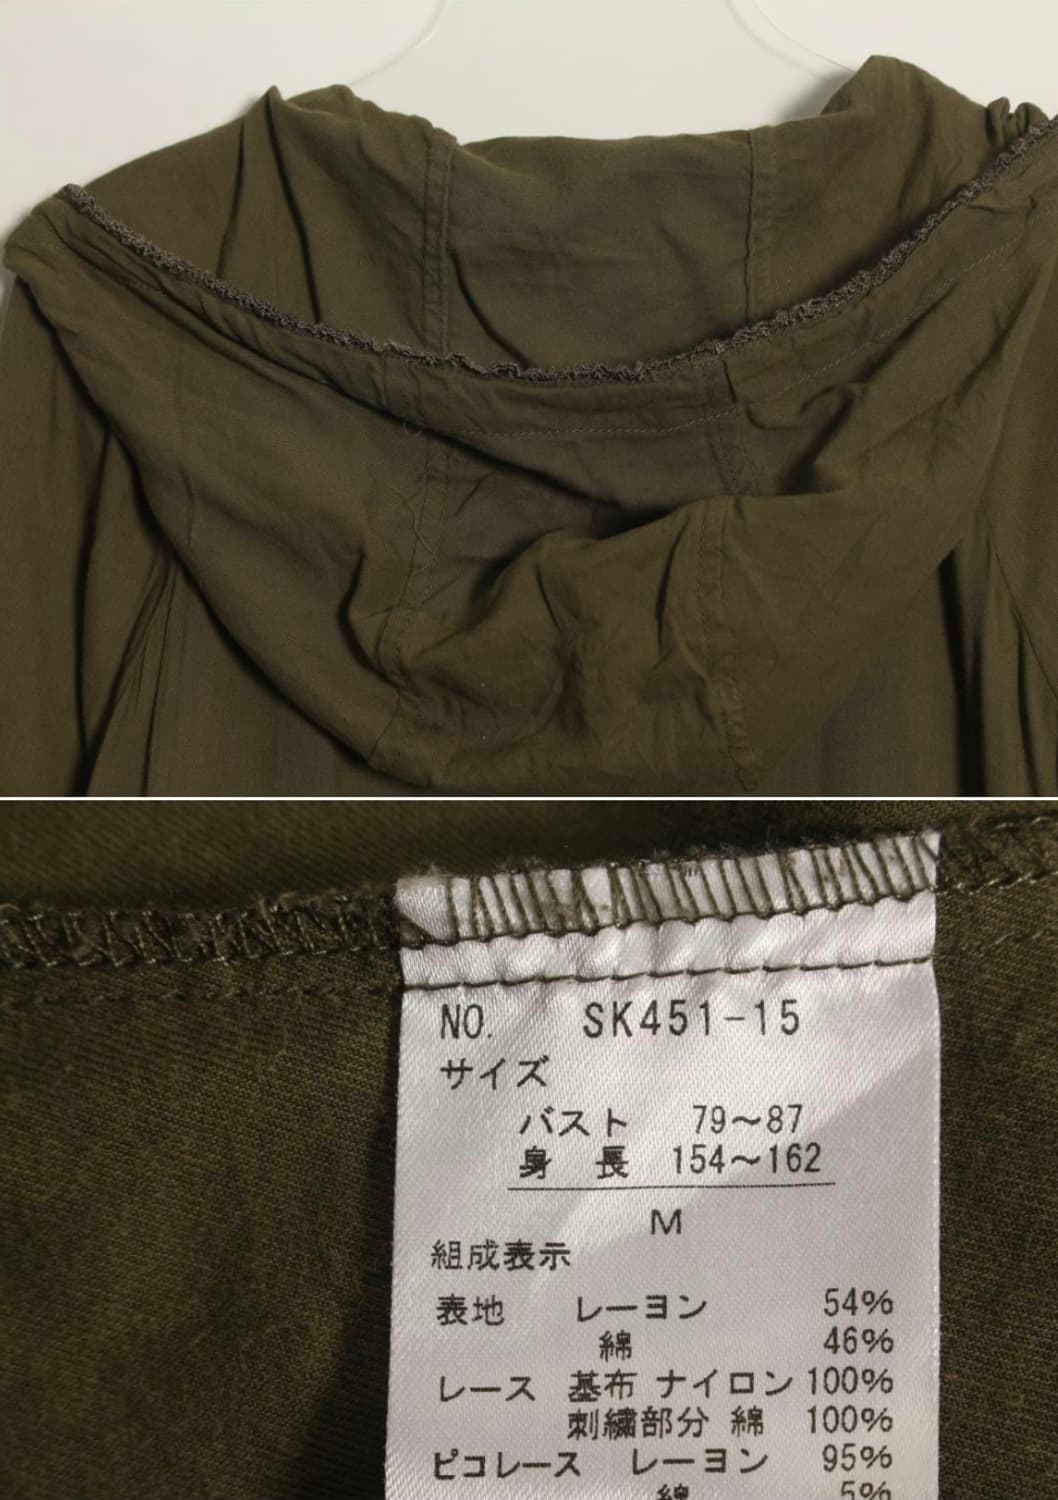 NO. SK451-15
サイズ
バスト 79～87
身 長 154～162
M
組成表示
表地 レーヨン 54%
綿 46%
レース 基布 ナイロン 100%
刺繍部分 綿 100%
ピコレース レーヨン 95%
綿 5%